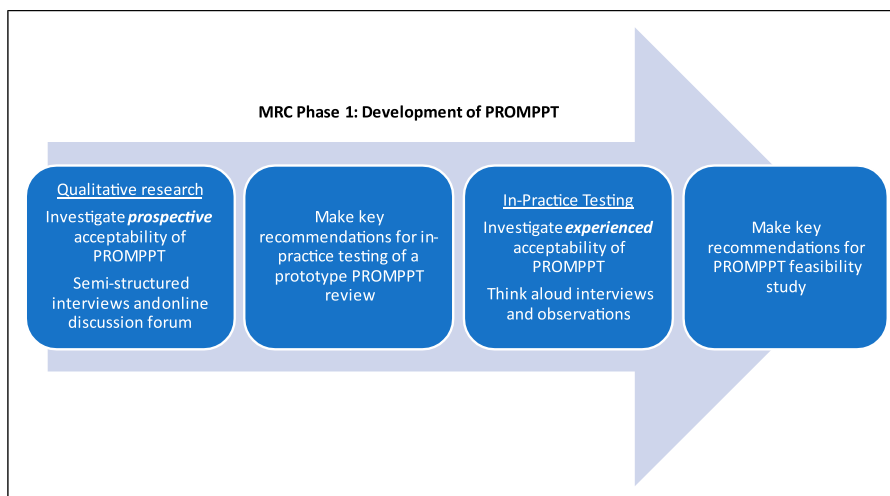 MRC Phase 1: Development of PROMPPT
Qualitative research
Investigate prospective
acceptability of
PROMPPT
Semi-structured
interviews and online
discussion forum
Make key
recommendations for in-
practice testing of a
prototype PROMPPT
review
In-Practice Testing
Investigate experienced
acceptability of
PROMPPT
Think aloud interviews
and observations
Make key
recommendations for
PROMPPT feasibility
study